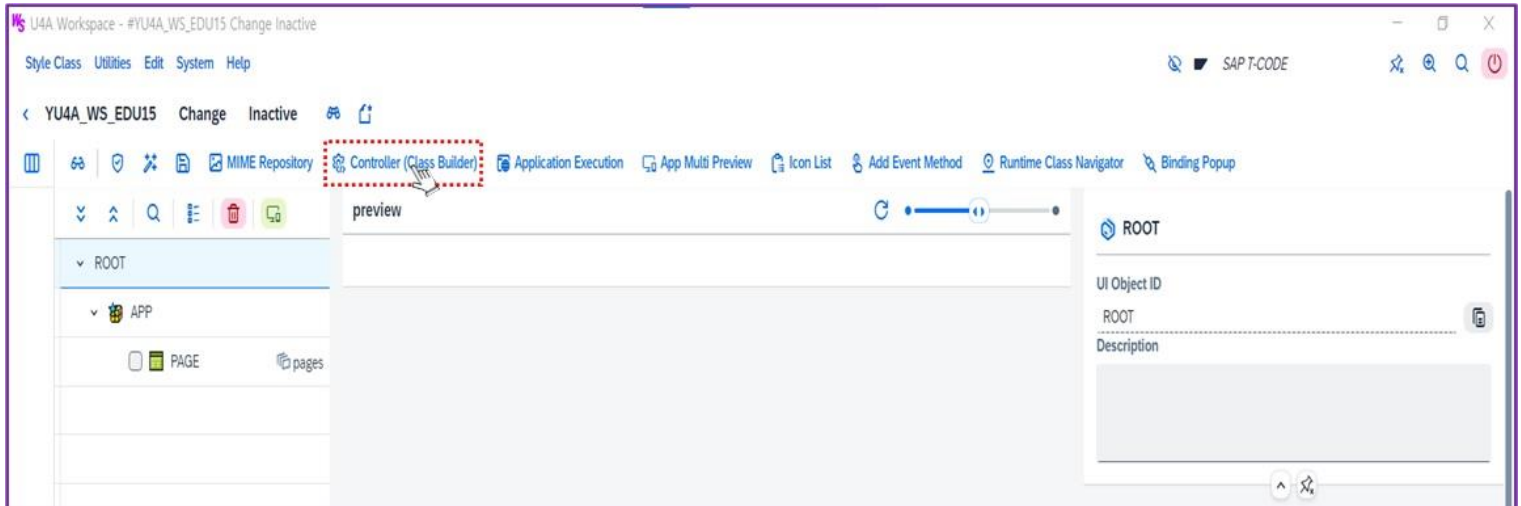 WS U4A Workspace - #YU4A_WS_EDU15 Change Inactive
Style Class Utilities Edit System Help
SAP T-CODE
YU4A_WS_EDU15 Change Inactive
MIME Repository Controller (Class Builder) Application Execution App Multi Preview Icon List Add Event Method Runtime Class Navigator Binding Popup
preview
ROOT
ROOT
UI Object ID
APP
ROOT
Description
PAGE pages